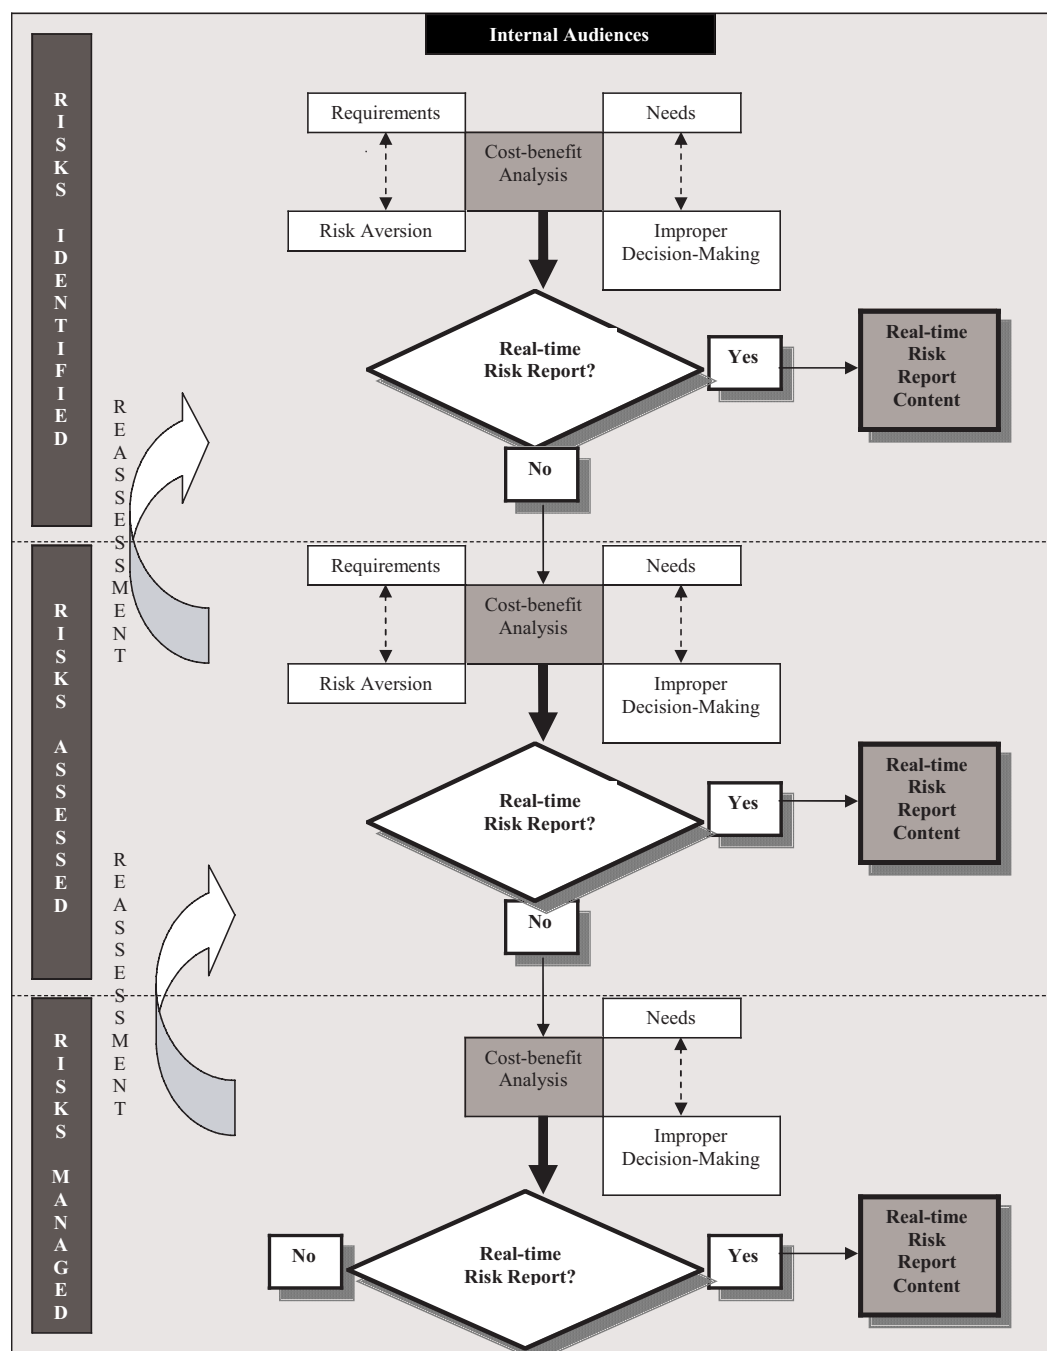 Internal Audiences
RISKS IDENTIFIED
Requirements
Needs
Cost-benefit
Analysis
Risk Aversion
Improper
Decision-Making
Real-time
Risk Report?
Yes
Real-time
Risk
Report
Content
No
REASSESSMENT
RISKS ASSESSED
Requirements
Needs
Cost-benefit
Analysis
Risk Aversion
Improper
Decision-Making
Real-time
Risk Report?
Yes
Real-time
Risk
Report
Content
No
REASSESSMENT
RISKS MANAGED
Needs
Cost-benefit
Analysis
Improper
Decision-Making
No
Real-time
Risk Report?
Yes
Real-time
Risk
Report
Content